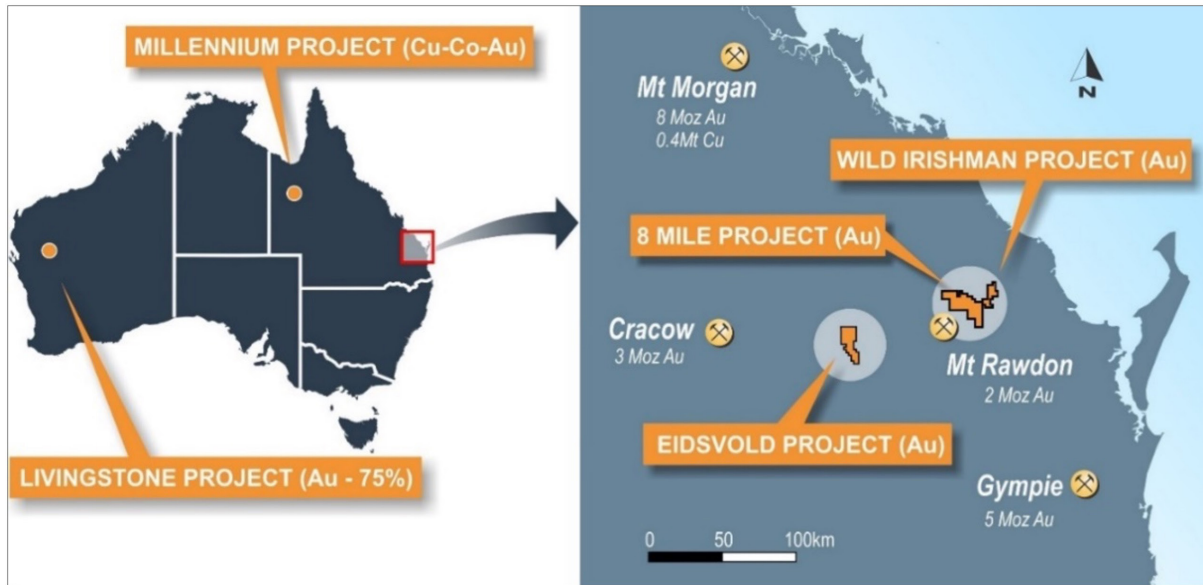 MILLENNIUM PROJECT (Cu-Co-Au)
LIVINGSTONE PROJECT (Au - 75%)
Mt Morgan
8 Moz Au
0.4Mt Cu
N
WILD IRISHMAN PROJECT (Au)
8 MILE PROJECT (Au)
Cracow
3 Moz Au
Mt Rawdon
2 Moz Au
EIDSVOLD PROJECT (Au)
Gympie
5 Moz Au
0 50 100km